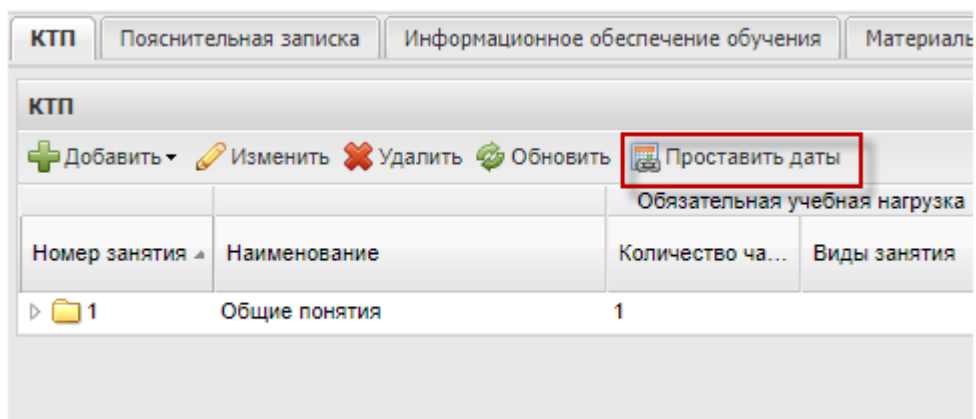 КТП Пояснительная записка Информационное обеспечение обучения Материаль
КТП
Добавить Изменить Удалить Обновить Проставить даты
Обязательная учебная нагрузка
Номер занятия Наименование Количество ча... Виды занятия
1 Общие понятия 1